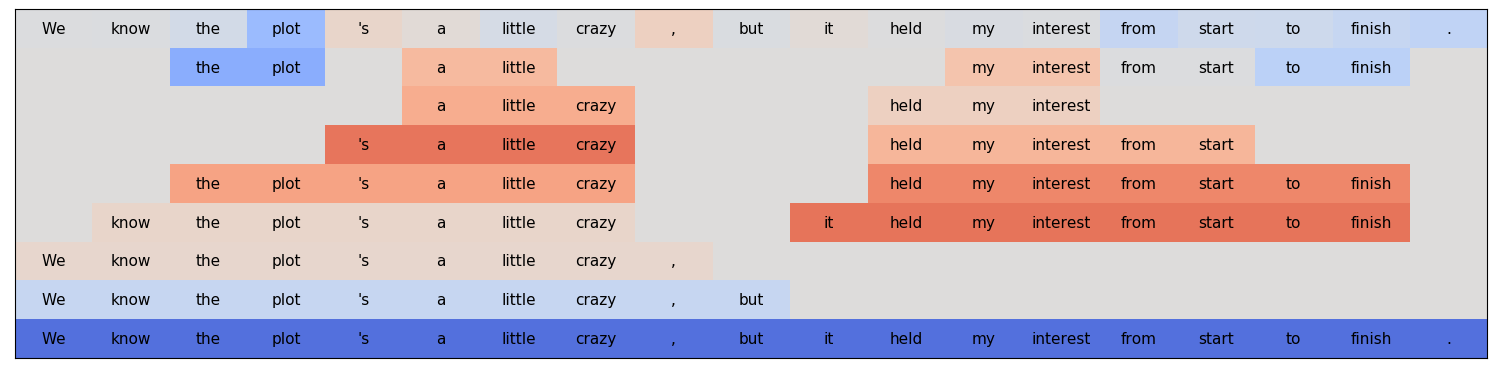 We know the plot 's a little crazy , but it held my interest from start to finish .
the plot a little my interest from start to finish
a little crazy held my interest
's a little crazy held my interest from start
the plot 's a little crazy held my interest from start to finish
know the plot 's a little crazy it held my interest from start to finish
We know the plot 's a little crazy ,
We know the plot 's a little crazy , but
We know the plot 's a little crazy , but it held my interest from start to finish .